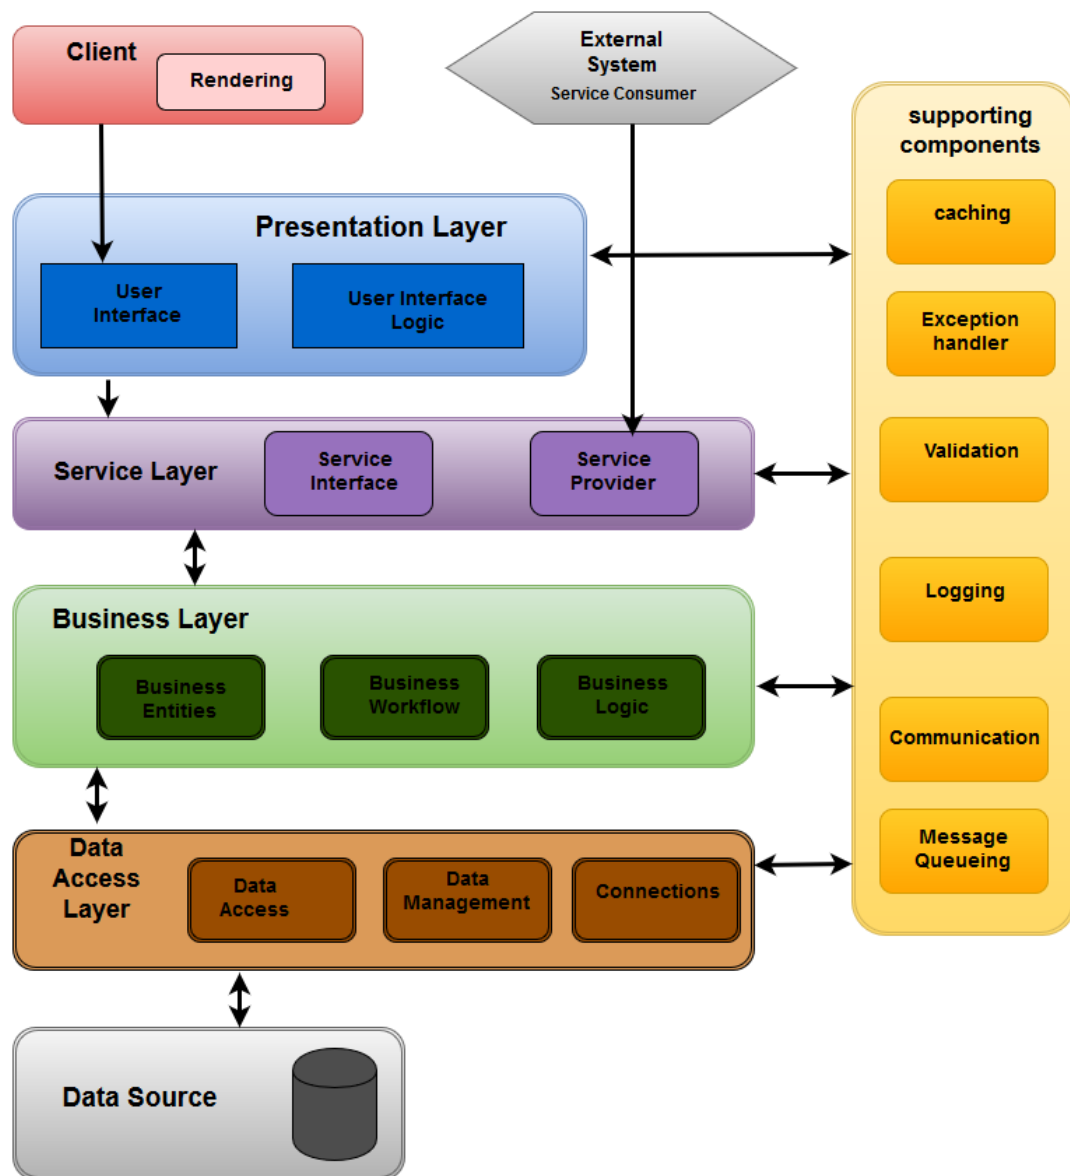 Client
Rendering
External
System
Service Consumer
supporting
components
caching
Exception
handler
Validation
Logging
Communication
Message
Queueing
Presentation Layer
User
Interface
User Interface
Logic
Service Layer
Service
Interface
Service
Provider
Business Layer
Business
Entities
Business
Workflow
Business
Logic
Data
Access
Layer
Data
Access
Data
Management
Connections
Data Source